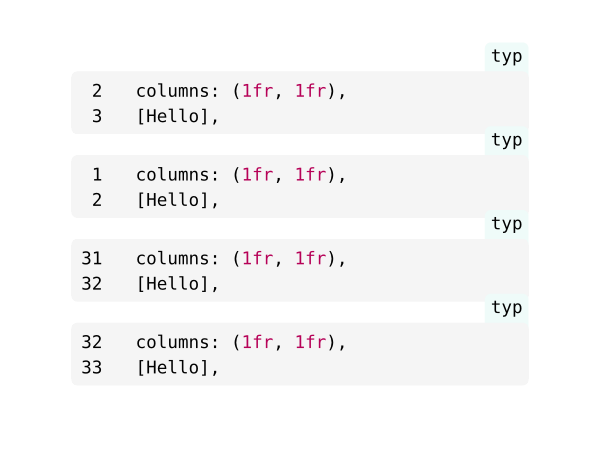 typ
2 columns: (1fr, 1fr),
3 [Hello],
typ
1 columns: (1fr, 1fr),
2 [Hello],
typ
31 columns: (1fr, 1fr),
32 [Hello],
typ
32 columns: (1fr, 1fr),
33 [Hello],